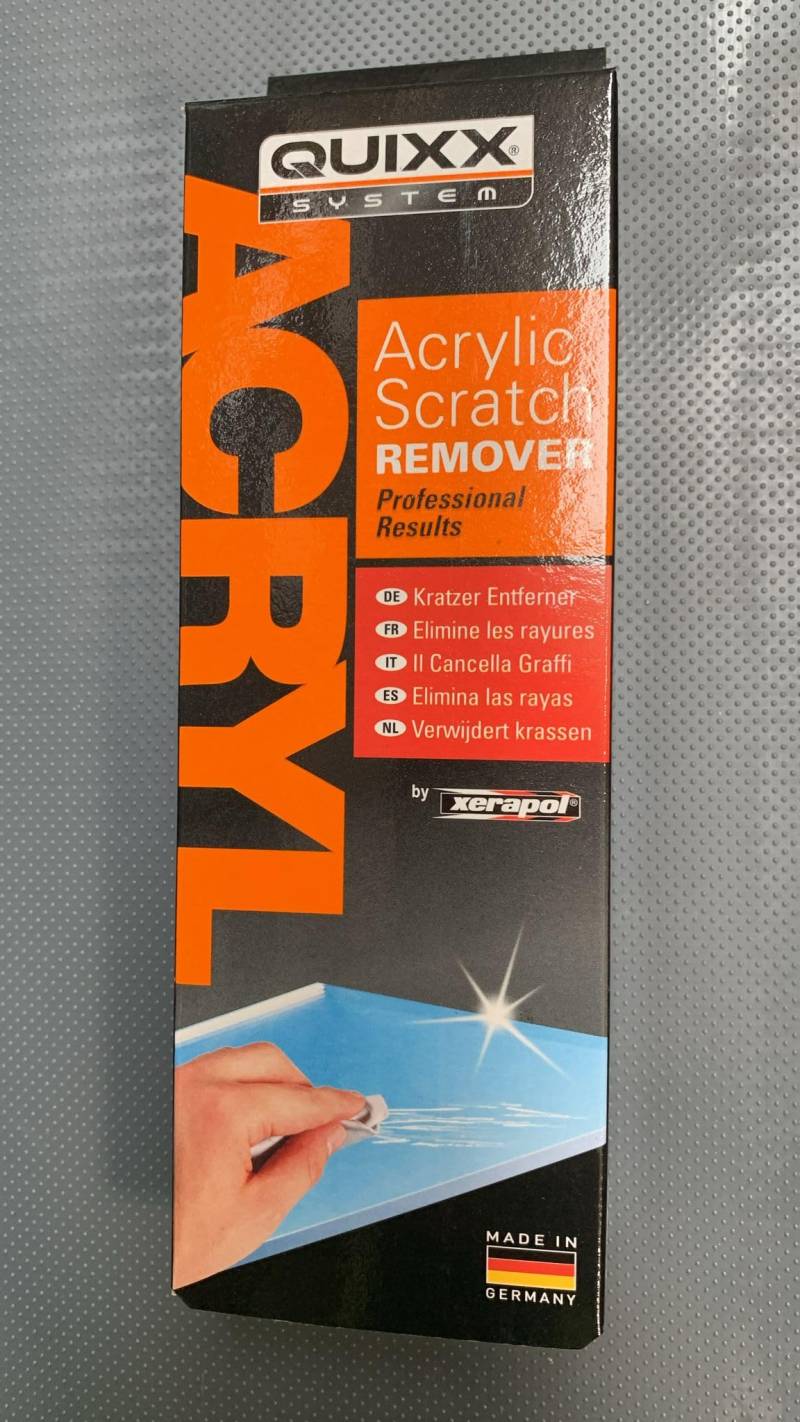 QUIXX®
SYSTEM
ACRYL
Acrylic
Scratch
REMOVER
Professional
Results
DE Kratzer Entferner
FR Elimine les rayures
IT Il Cancella Graffi
ES Elimina las rayas
NL Verwijdert krassen
by xerapol®
MADE IN
GERMANY